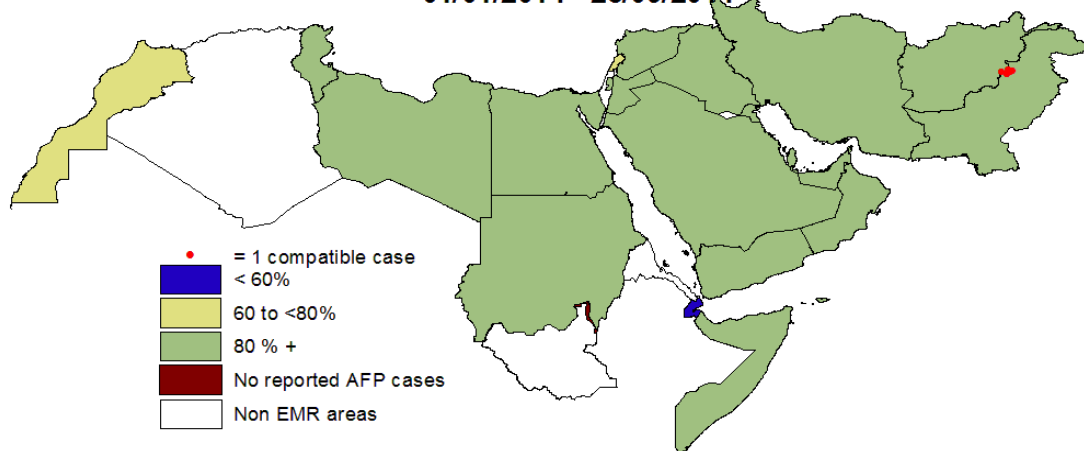 = 1 compatible case
< 60%
60 to <80%
80 % +
No reported AFP cases
Non EMR areas